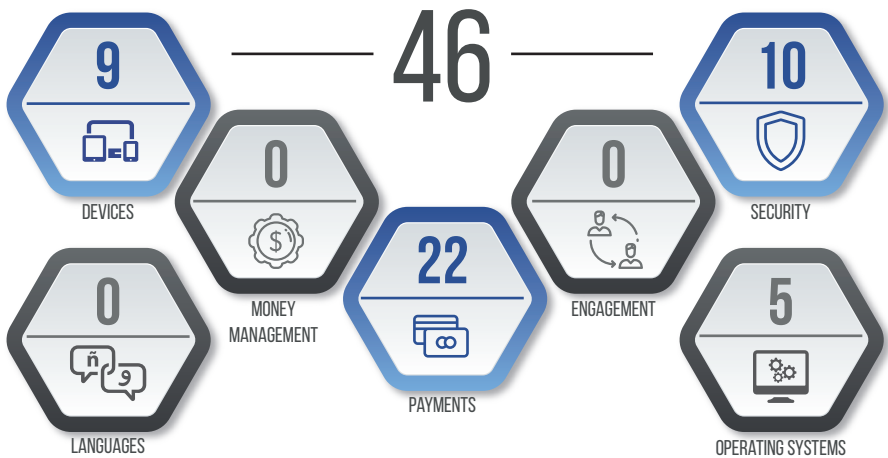 46
9
DEVICES
10
SECURITY
0
MONEY
MANAGEMENT
0
ENGAGEMENT
22
PAYMENTS
0
ñ
و
LANGUAGES
5
OPERATING SYSTEMS